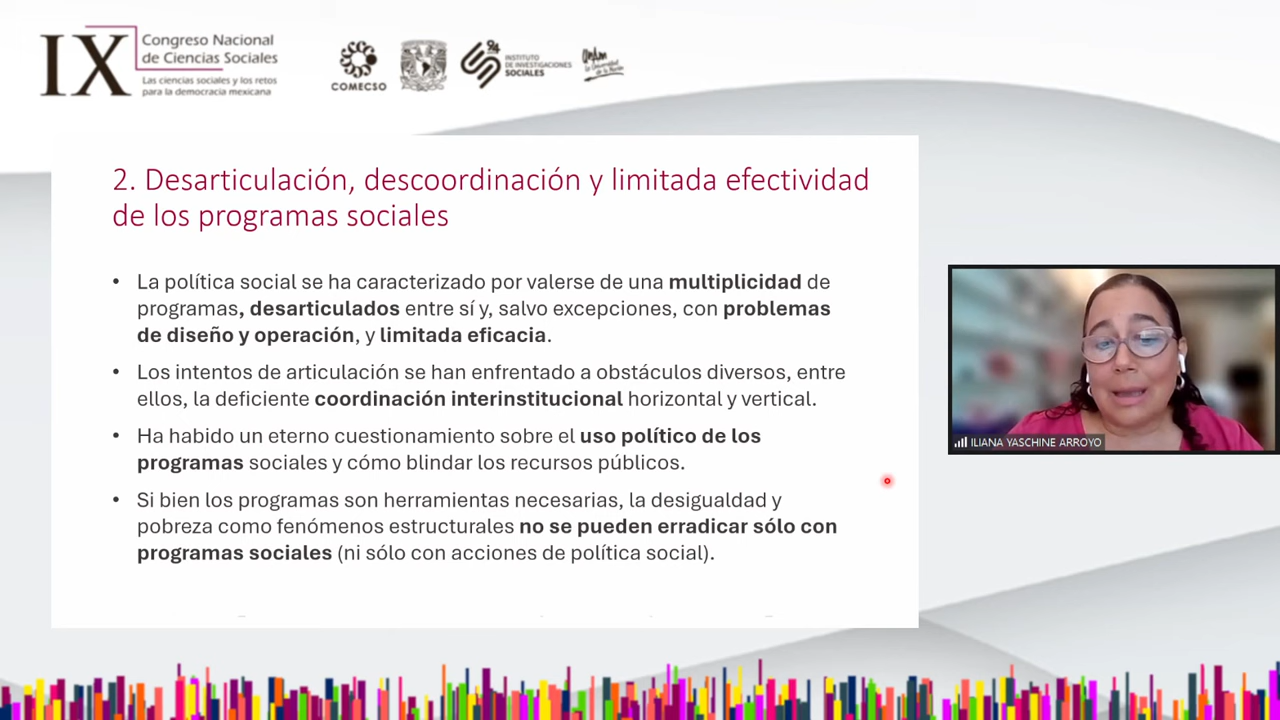 IX
Congreso Nacional
de Ciencias Sociales
Las ciencias sociales y los retos
para la democracia mexicana
COMECSO
94
INSTITUTO
DE INVESTIGACIONES
SOCIALES
2. Desarticulación, descoordinación y limitada efectividad
de los programas sociales
• La política social se ha caracterizado por valerse de una multiplicidad de
programas, desarticulados entre sí y, salvo excepciones, con problemas
de diseño y operación, y limitada eficacia.
• Los intentos de articulación se han enfrentado a obstáculos diversos, entre
ellos, la deficiente coordinación interinstitucional horizontal y vertical.
• Ha habido un eterno cuestionamiento sobre el uso político de los
programas sociales y cómo blindar los recursos públicos.
• Si bien los programas son herramientas necesarias, la desigualdad y
pobreza como fenómenos estructurales no se pueden erradicar sólo con
programas sociales (ni sólo con acciones de política social).
ILIANA YASCHINE ARROYO